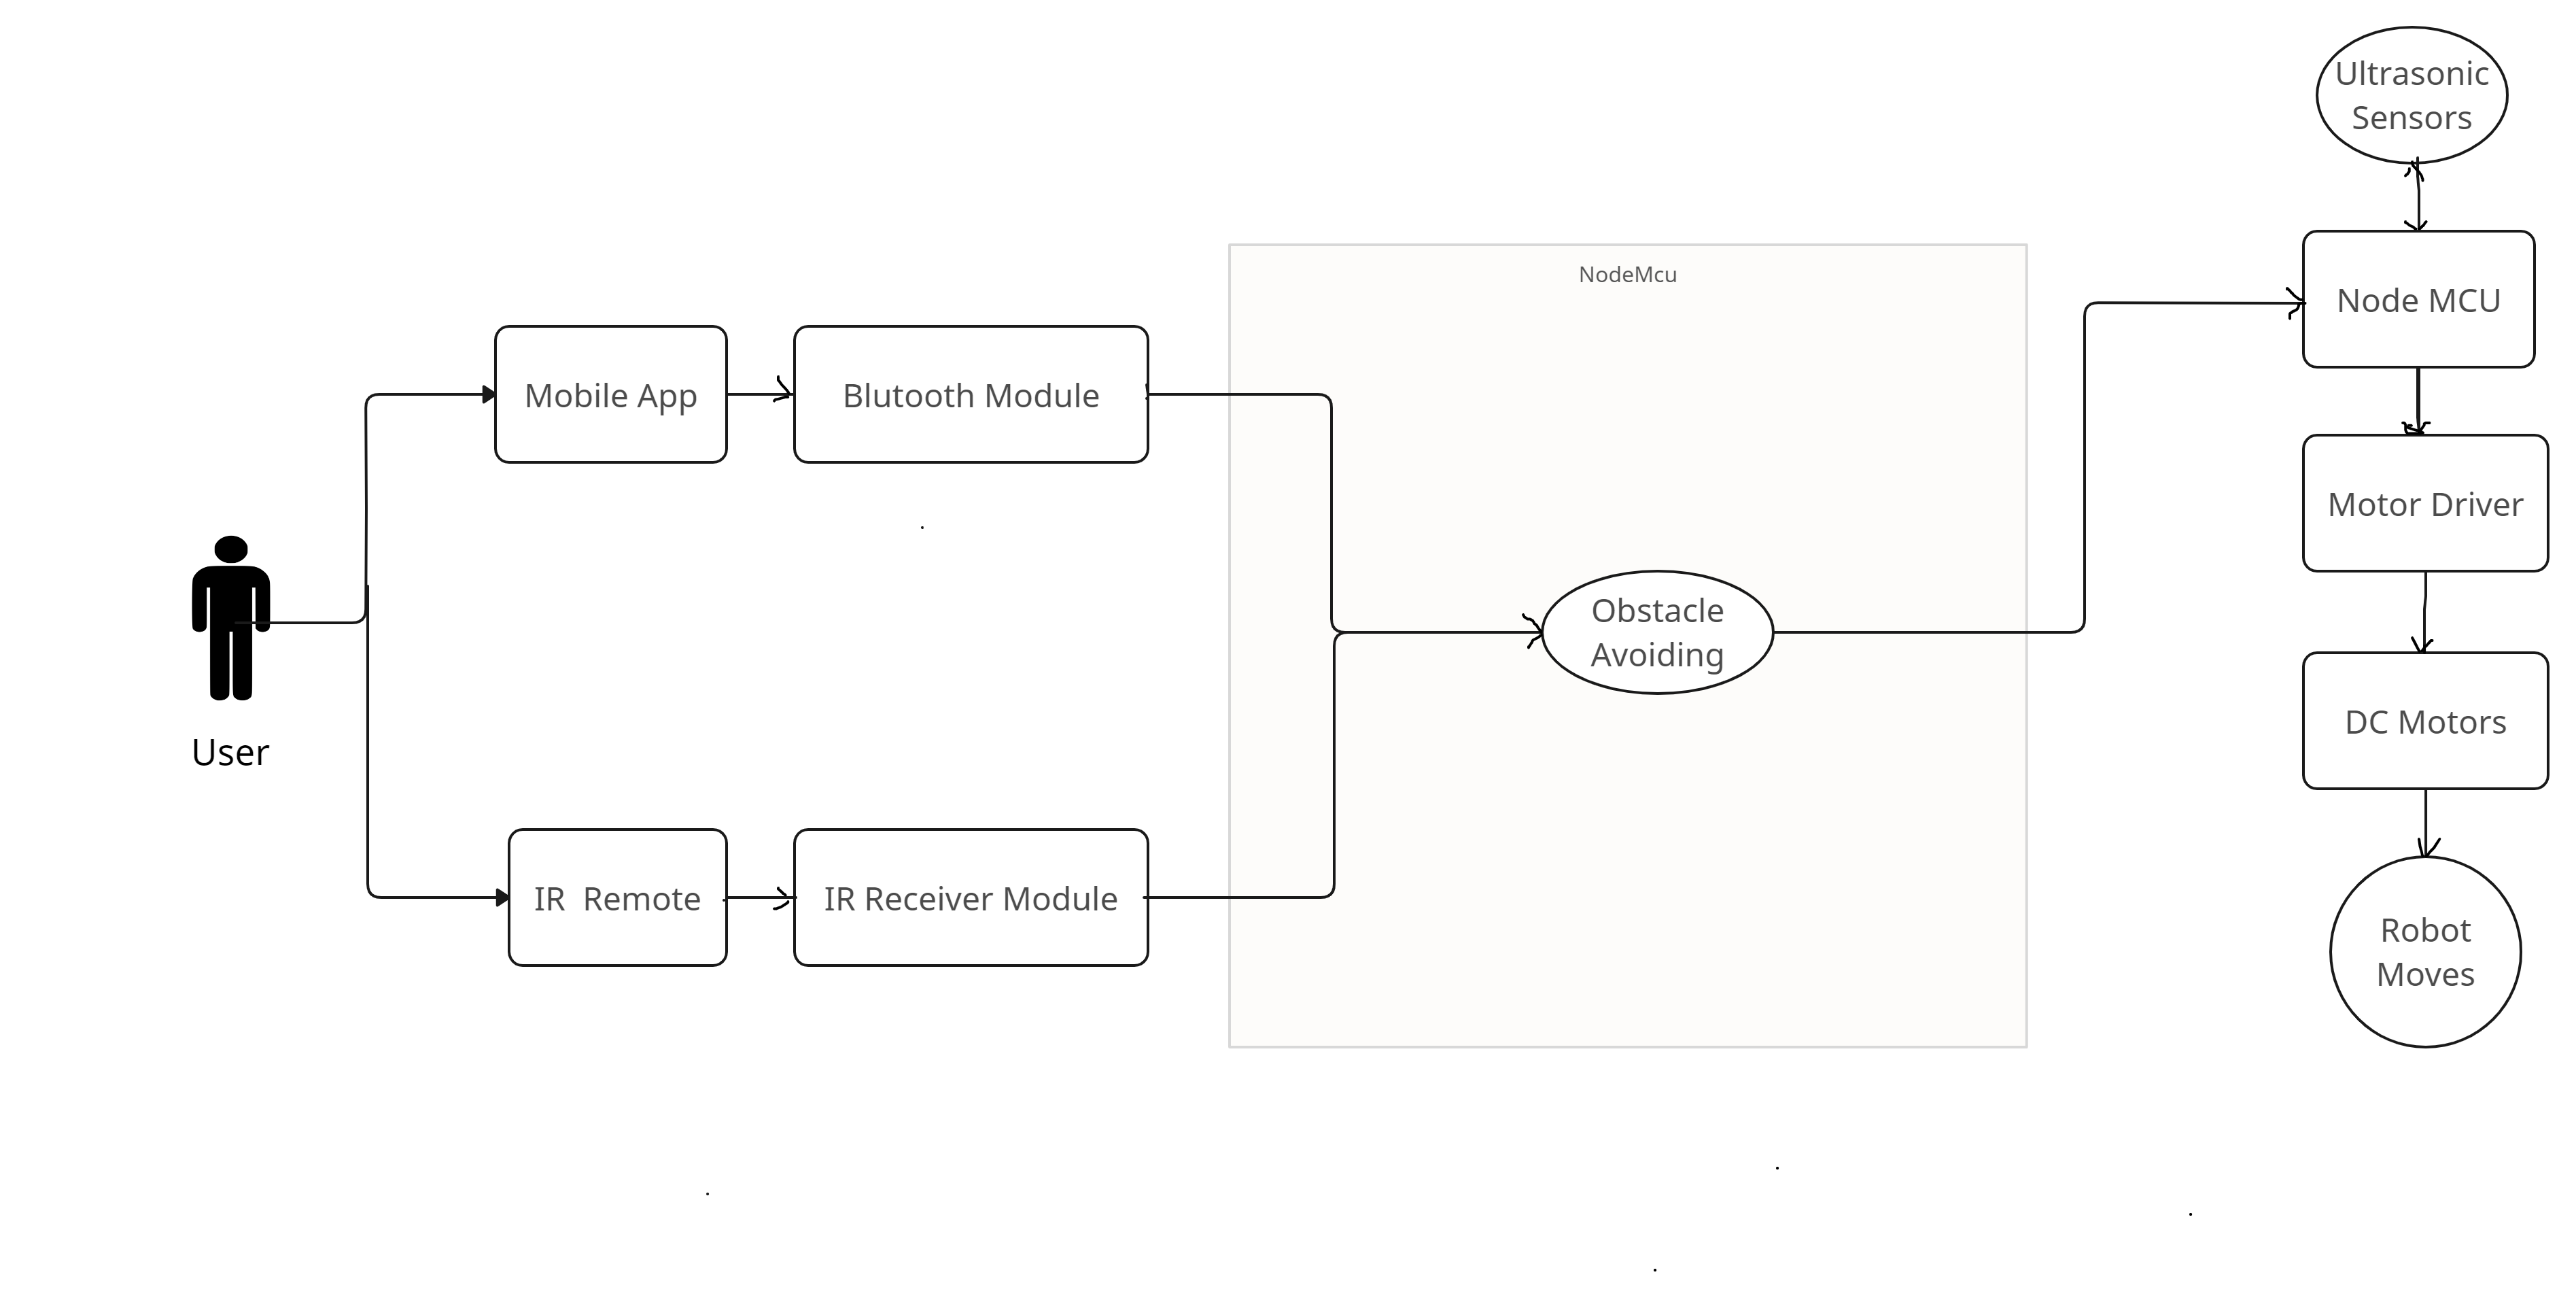 Ultrasonic
Sensors
NodeMcu
Node MCU
Mobile App
Blutooth Module
Motor Driver
Obstacle
Avoiding
User
DC Motors
IR  Remote
IR Receiver Module
Robot
Moves